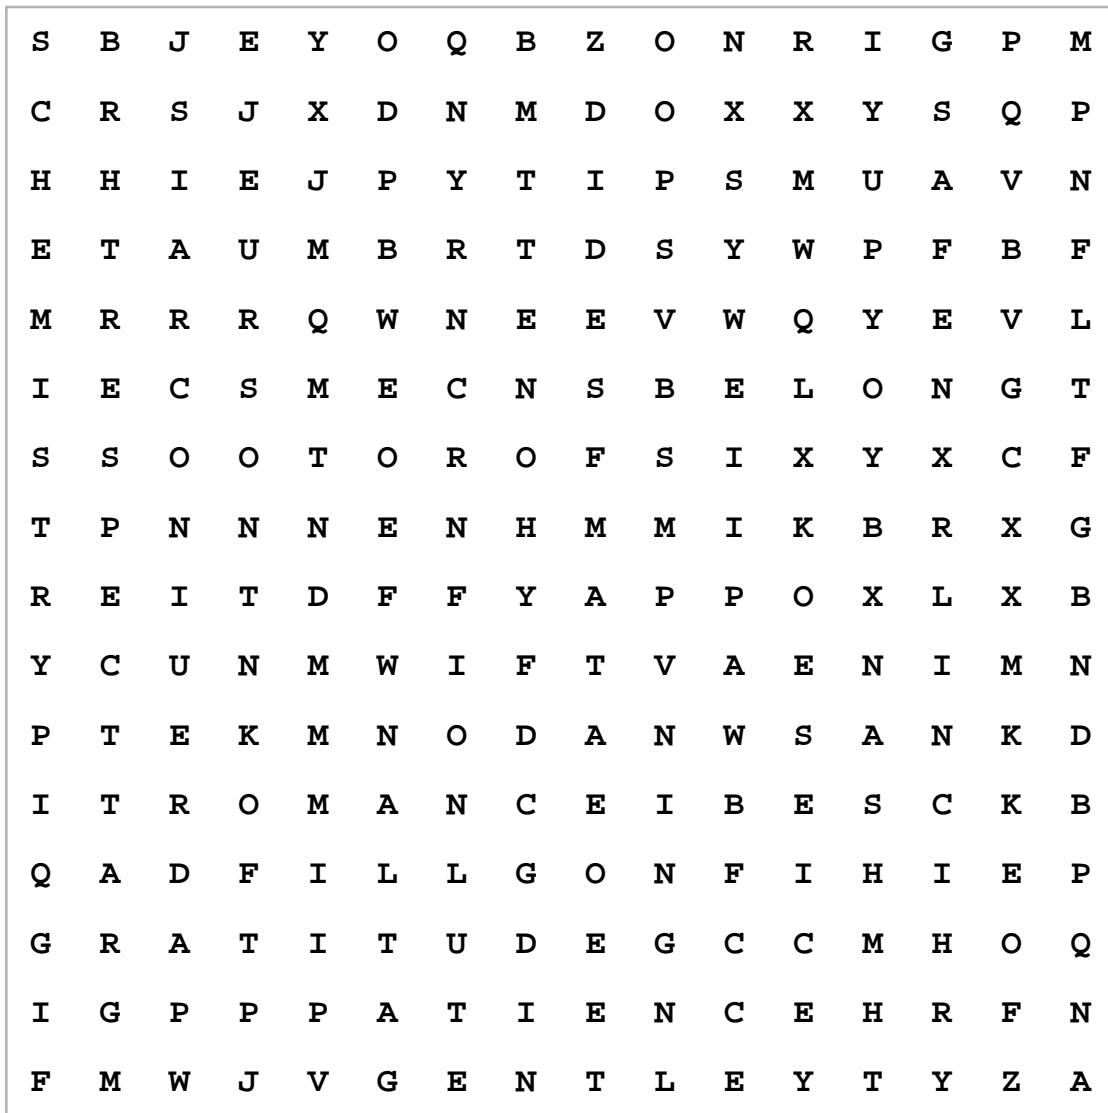 S B J E Y O Q B Z O N R I G P M
C R S J X D N M D O X X Y S Q P
H H I E J P Y T I P S M U A V N
E T A U M B R T D S Y W P F B F
M R R R Q W N E E V W Q Y E V L
I E C S M E C N S B E L O N G T
S S O O T O R O F S I X Y X C F
T P N N N E N H M M I K B R X G
R E I T D F F Y A P P O X L X B
Y C U N M W I F T V A E N I M N
P T E K M N O D A N W S A N K D
I T R O M A N C E I B E S C K B
Q A D F I L L G O N F I H I E P
G R A T I T U D E G C C M H O Q
I G P P P A T I E N C E H R F N
F M W J V G E N T L E Y T Y Z A